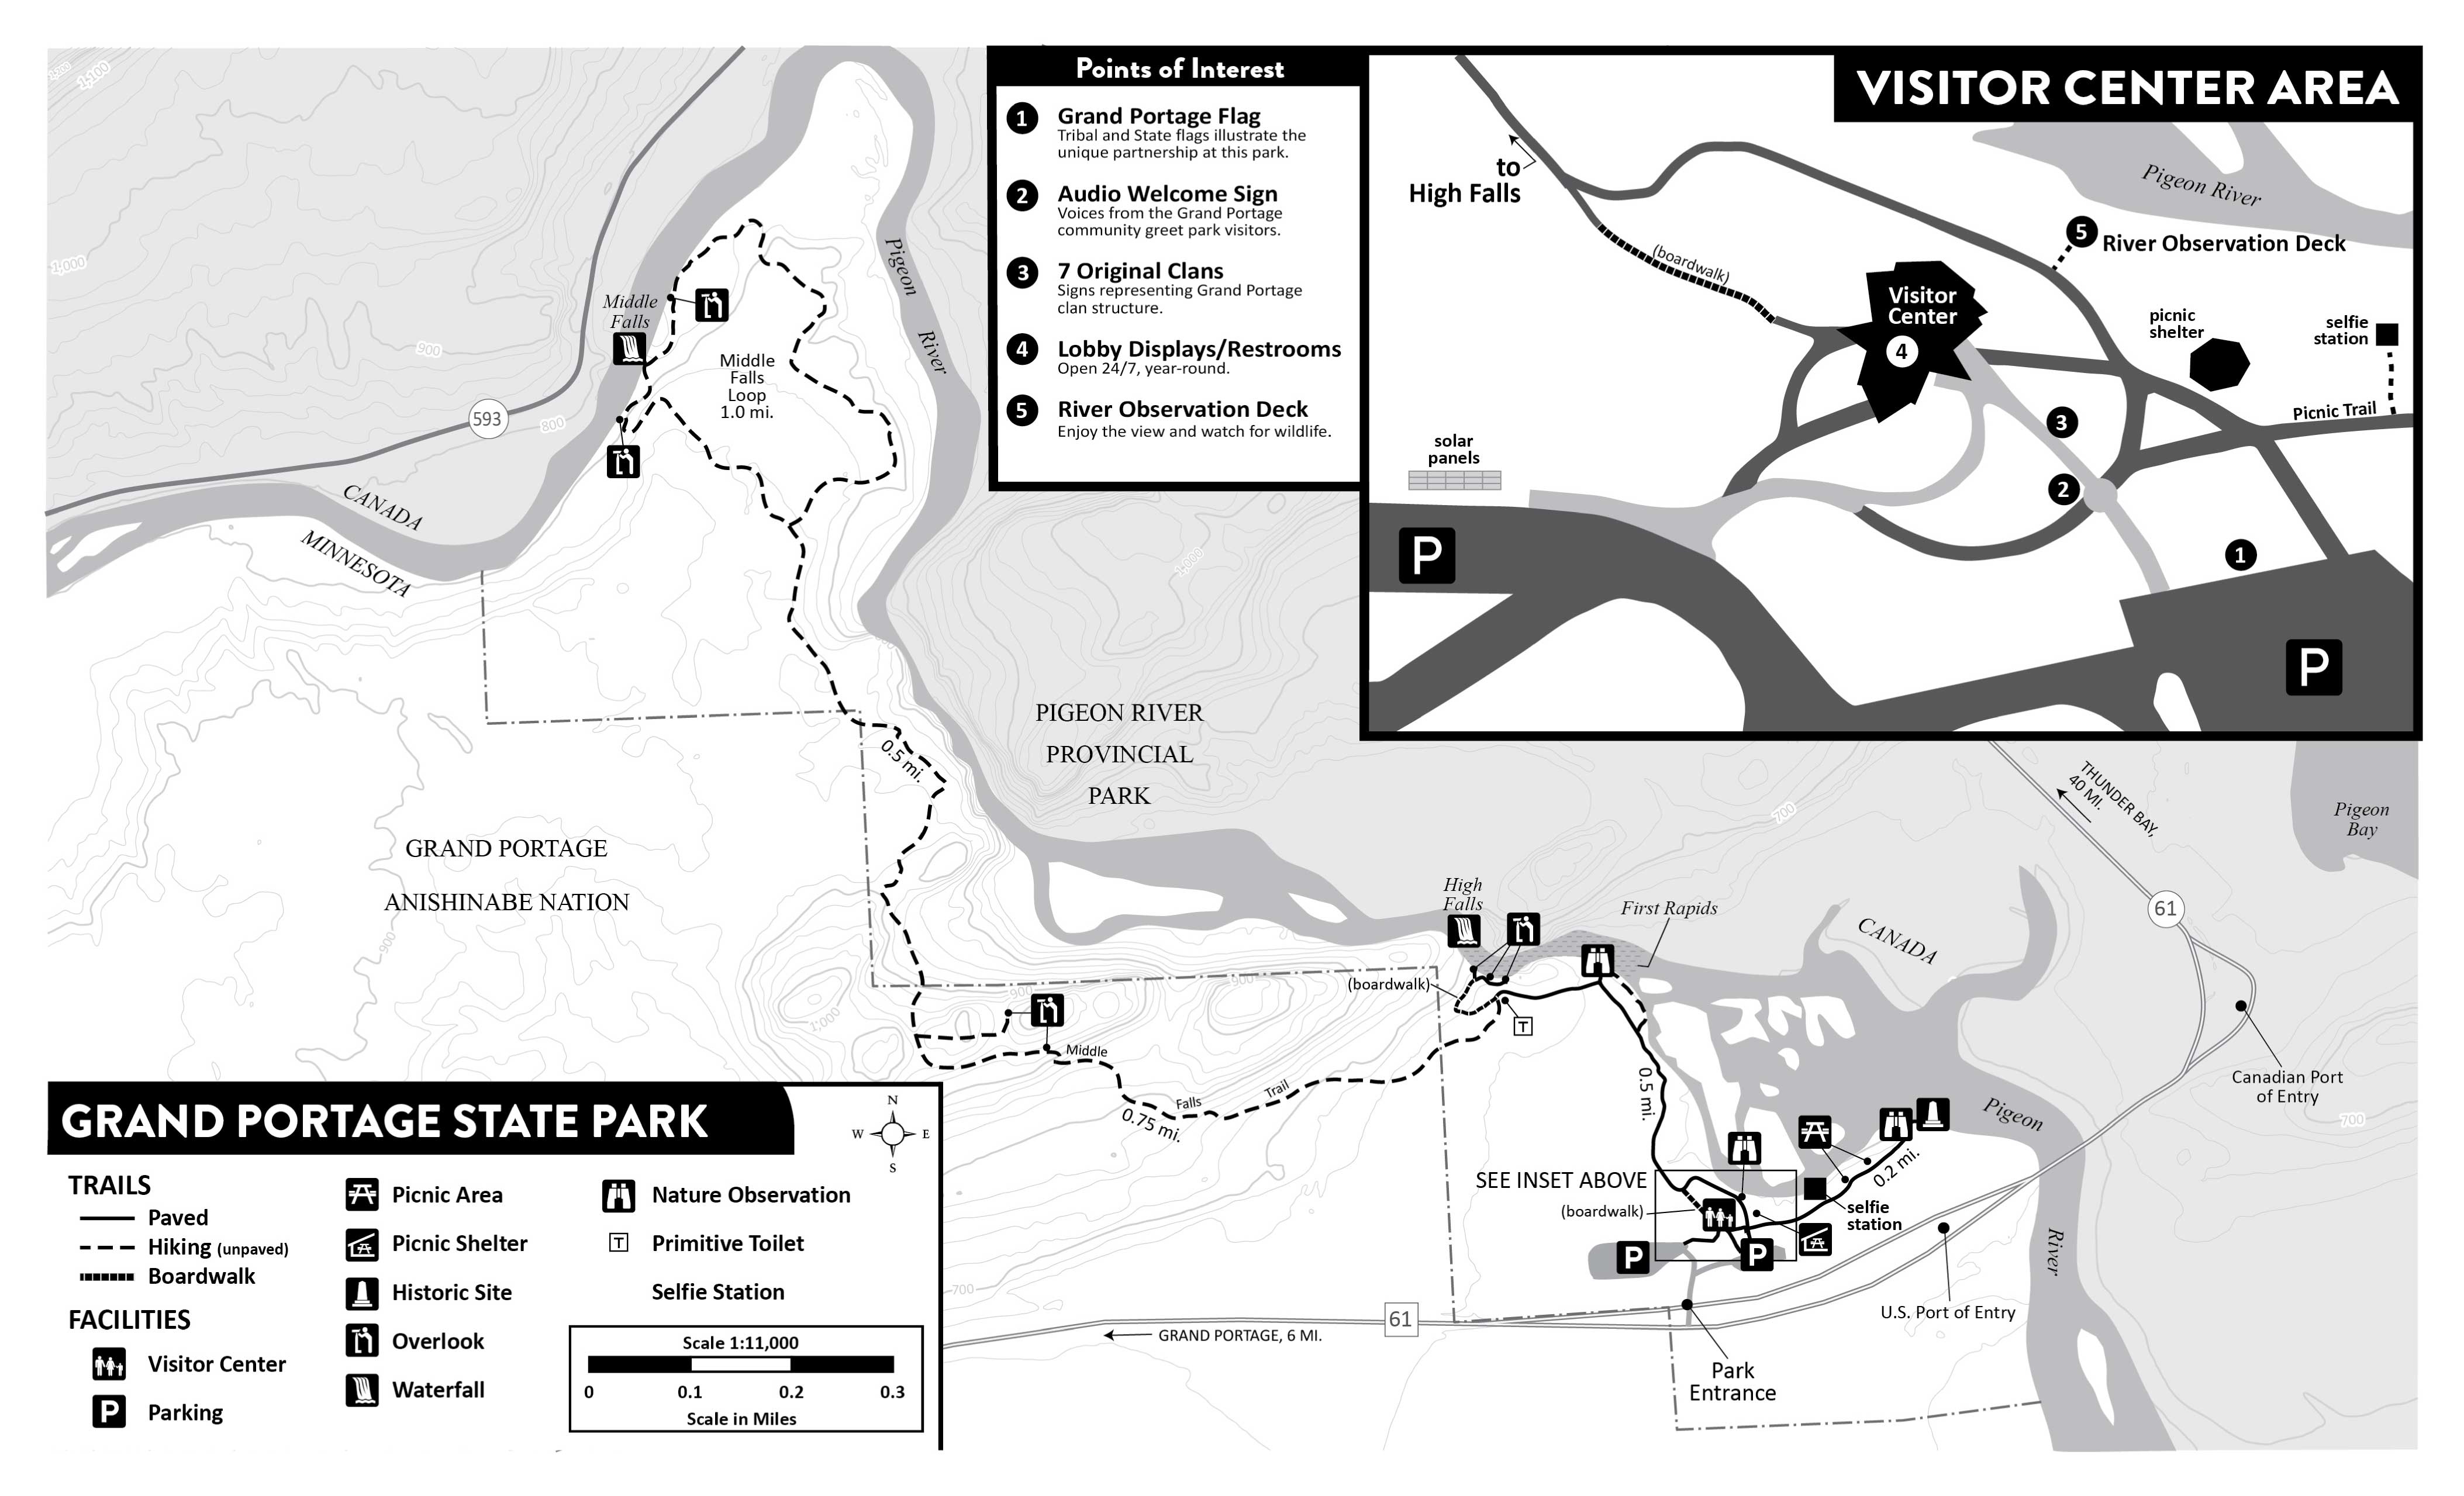 Points of Interest
1
Grand Portage Flag
Tribal and State flags illustrate the
unique partnership at this park.
2
Audio Welcome Sign
Voices from the Grand Portage
community greet park visitors.
3
7 Original Clans
Signs representing Grand Portage
clan structure.
4
Lobby Displays/Restrooms
Open 24/7, year-round.
5
River Observation Deck
Enjoy the view and watch for wildlife.
VISITOR CENTER AREA
Pigeon River
to
High Falls
(boardwalk)
5 River Observation Deck
Visitor
Center
4
picnic
shelter
selfie
station
Picnic Trail
3
2
1
solar
panels
P
P
1,100
1,000
900
800
593
Middle
Falls
Middle
Falls
Loop
1.0 mi.
Pigeon
River
CANADA
MINNESOTA
1,000
PIGEON RIVER
PROVINCIAL
PARK
0.5 mi.
GRAND PORTAGE
ANISHINABE NATION
900
900
900
1,000
Middle
Falls
Trail
0.75 mi.
High
Falls
(boardwalk)
T
First Rapids
700
CANADA
THUNDER BAY,
40 MI.
Pigeon
Bay
61
Canadian Port
of Entry
700
Pigeon
River
0.5 mi.
0.2 mi.
SEE INSET ABOVE
(boardwalk)
selfie
station
P
P
U.S. Port of Entry
Park
Entrance
61
GRAND PORTAGE, 6 MI.
700
GRAND PORTAGE STATE PARK
N
W
E
S
TRAILS
Paved
Hiking (unpaved)
Boardwalk
FACILITIES
Visitor Center
P
Parking
Picnic Area
Picnic Shelter
Historic Site
Overlook
Waterfall
Nature Observation
T
Primitive Toilet
Selfie Station
Scale 1:11,000
0
0.1
0.2
0.3
Scale in Miles